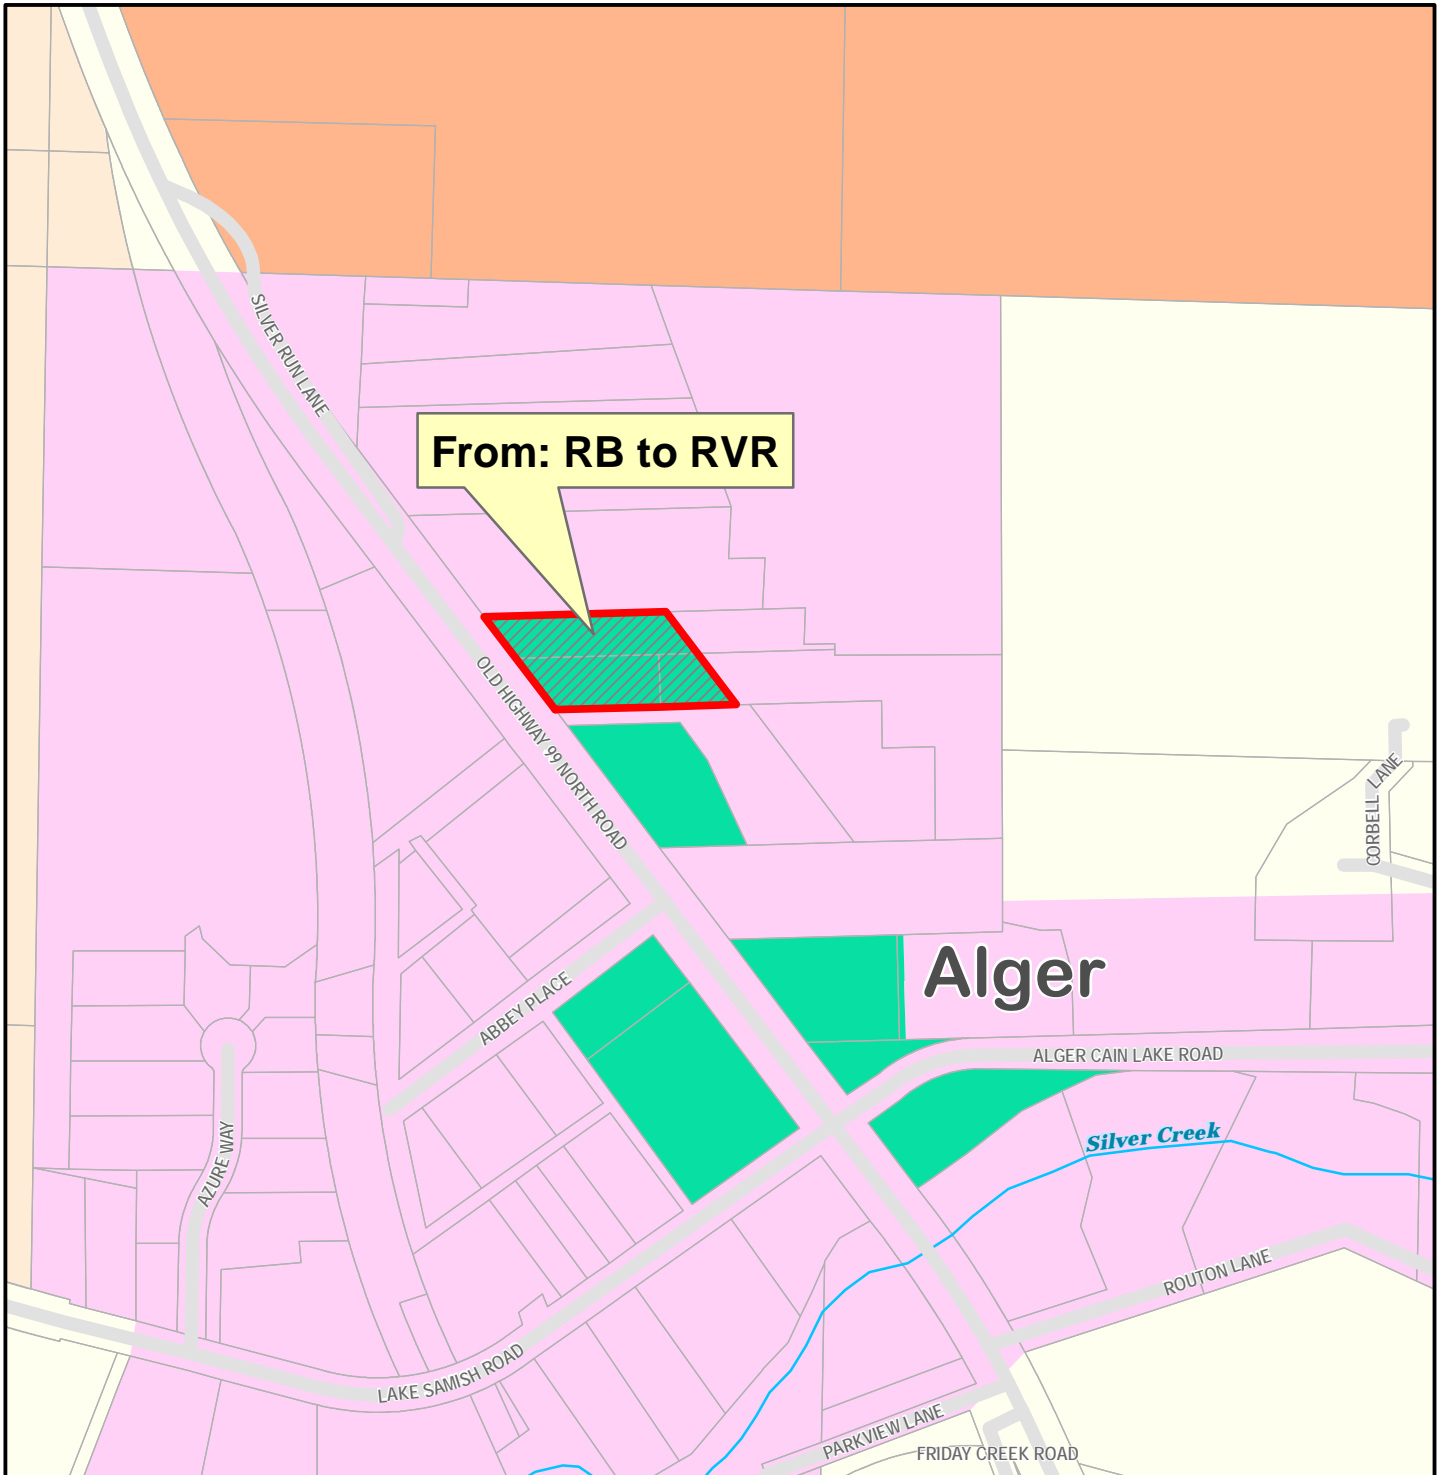 SILVER RUN LANE
From: RB to RVR
OLD HIGHWAY 99 NORTH ROAD
CORBELL LANE
Alger
ABBEY PLACE
ALGER CAIN LAKE ROAD
Silver Creek
AZURE WAY
ROUTON LANE
LAKE SAMISH ROAD
PARKVIEW LANE
FRIDAY CREEK ROAD